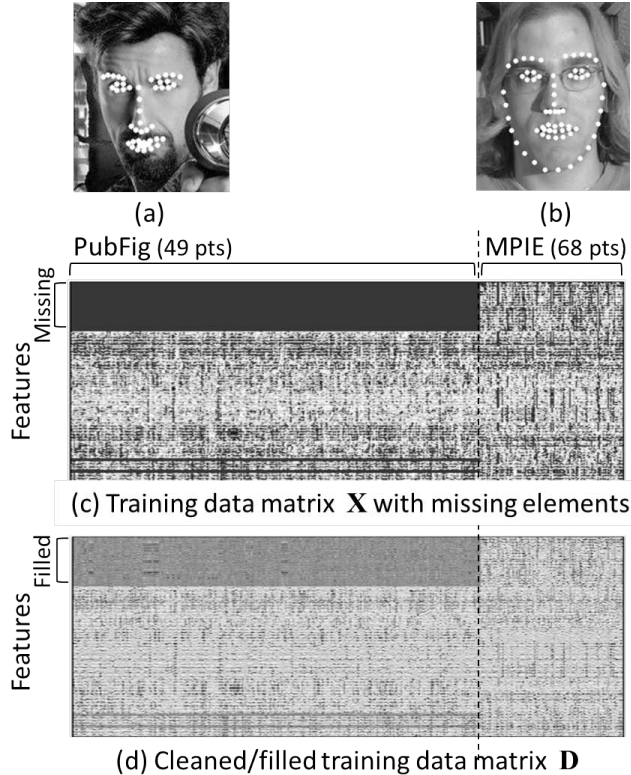 (a)
(b)
PubFig (49 pts)
MPIE (68 pts)
Missing
Features
(c) Training data matrix X with missing elements
Filled
Features
(d) Cleaned/filled training data matrix D